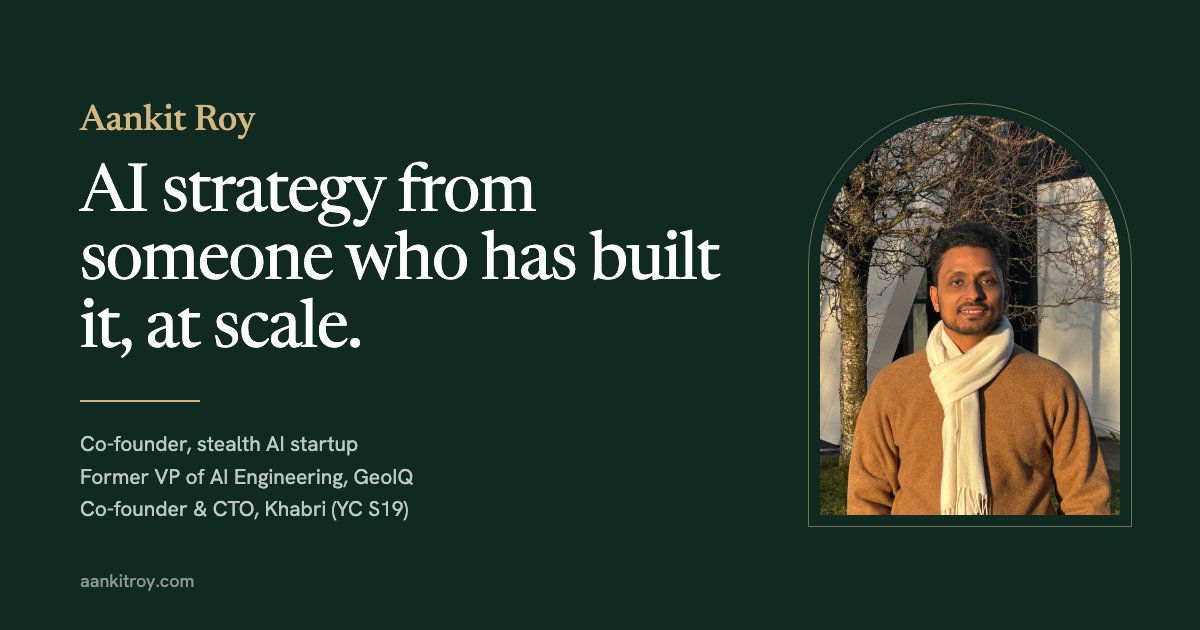 Aankit Roy
AI strategy from
someone who has built
it, at scale.
Co-founder, stealth AI startup
Former VP of AI Engineering, GeoIQ
Co-founder & CTO, Khabri (YC S19)
aankitroy.com